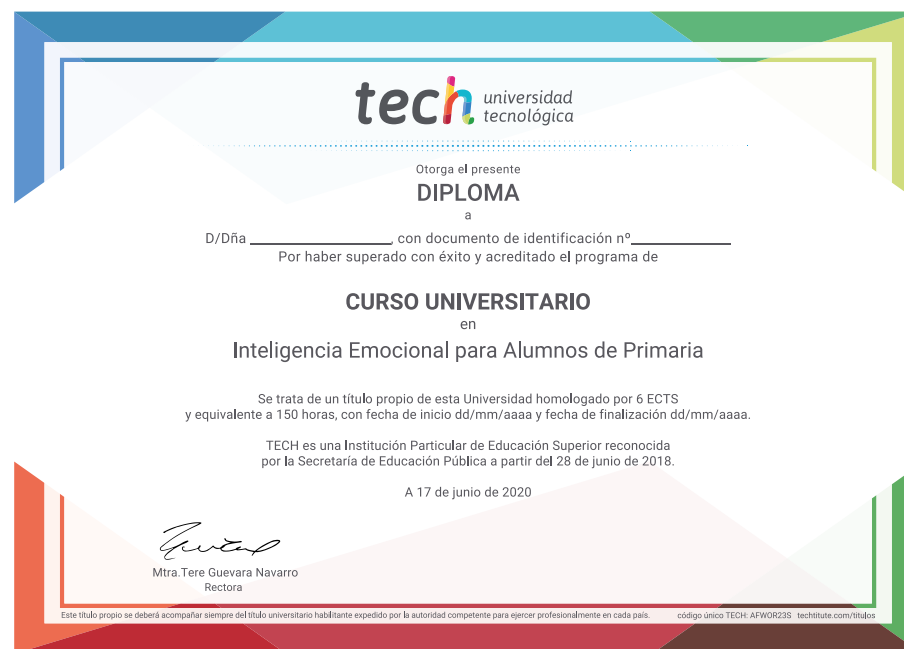 tech universidad
tecnológica
Otorga el presente
DIPLOMA
a
D/Dña ____________________, con documento de identificación nº______________
Por haber superado con éxito y acreditado el programa de
CURSO UNIVERSITARIO
en
Inteligencia Emocional para Alumnos de Primaria
Se trata de un título propio de esta Universidad homologado por 6 ECTS
y equivalente a 150 horas, con fecha de inicio dd/mm/aaaa y fecha de finalización dd/mm/aaaa.
TECH es una Institución Particular de Educación Superior reconocida
por la Secretaría de Educación Pública a partir del 28 de junio de 2018.
A 17 de junio de 2020
Mtra.Tere Guevara Navarro
Rectora
Este título propio se deberá acompañar siempre del título universitario habilitante expedido por la autoridad competente para ejercer profesionalmente en cada país. código único TECH: AFWOR23S techtitute.com/titulos